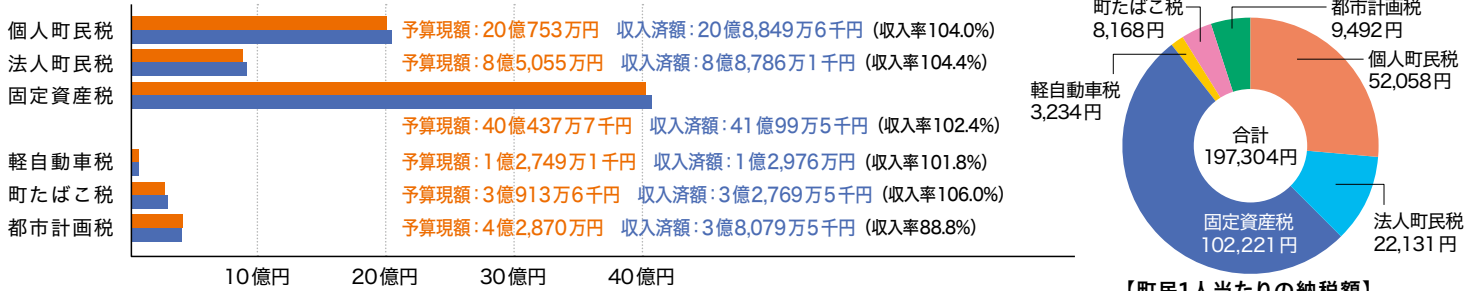 個人町民税 予算現額：20億753万円 収入済額：20億8,849万6千円（収入率104.0%）
法人町民税 予算現額：8億5,055万円 収入済額：8億8,786万1千円（収入率104.4%）
固定資産税
予算現額：40億437万7千円 収入済額：41億99万5千円（収入率102.4%）
軽自動車税 予算現額：1億2,749万1千円 収入済額：1億2,976万円（収入率101.8%）
町たばこ税 予算現額：3億913万6千円 収入済額：3億2,769万5千円（収入率106.0%）
都市計画税 予算現額：4億2,870万円 収入済額：3億8,079万5千円（収入率88.8%）
10億円 20億円 30億円 40億円
町たばこ税
8,168円
都市計画税
9,492円
個人町民税
52,058円
軽自動車税
3,234円
合計
197,304円
固定資産税
102,221円
法人町民税
22,131円
【町民1人当たりの納税額】